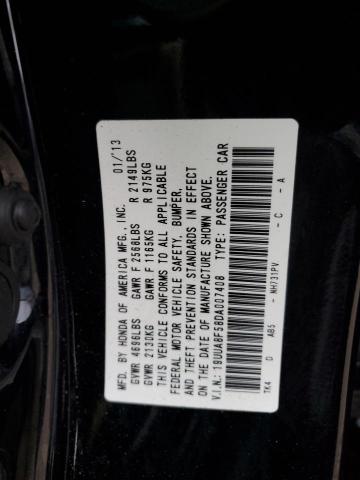 MFD. BY HONDA OF AMERICA MFG., INC. 01/'13
GVWR 4696LBS GAWR F 2568LBS R 2149LBS
GVWR 2130KG GAWR F 1165KG R 975KG
THIS VEHICLE CONFORMS TO ALL APPLICABLE
FEDERAL MOTOR VEHICLE SAFETY, BUMPER,
AND THEFT PREVENTION STANDARDS IN EFFECT
ON THE DATE OF MANUFACTURE SHOWN ABOVE.
V.I.N.: 19UUA8F58DA007408 TYPE: PASSENGER CAR
TK4 D AB5 - NH731PV - C - A